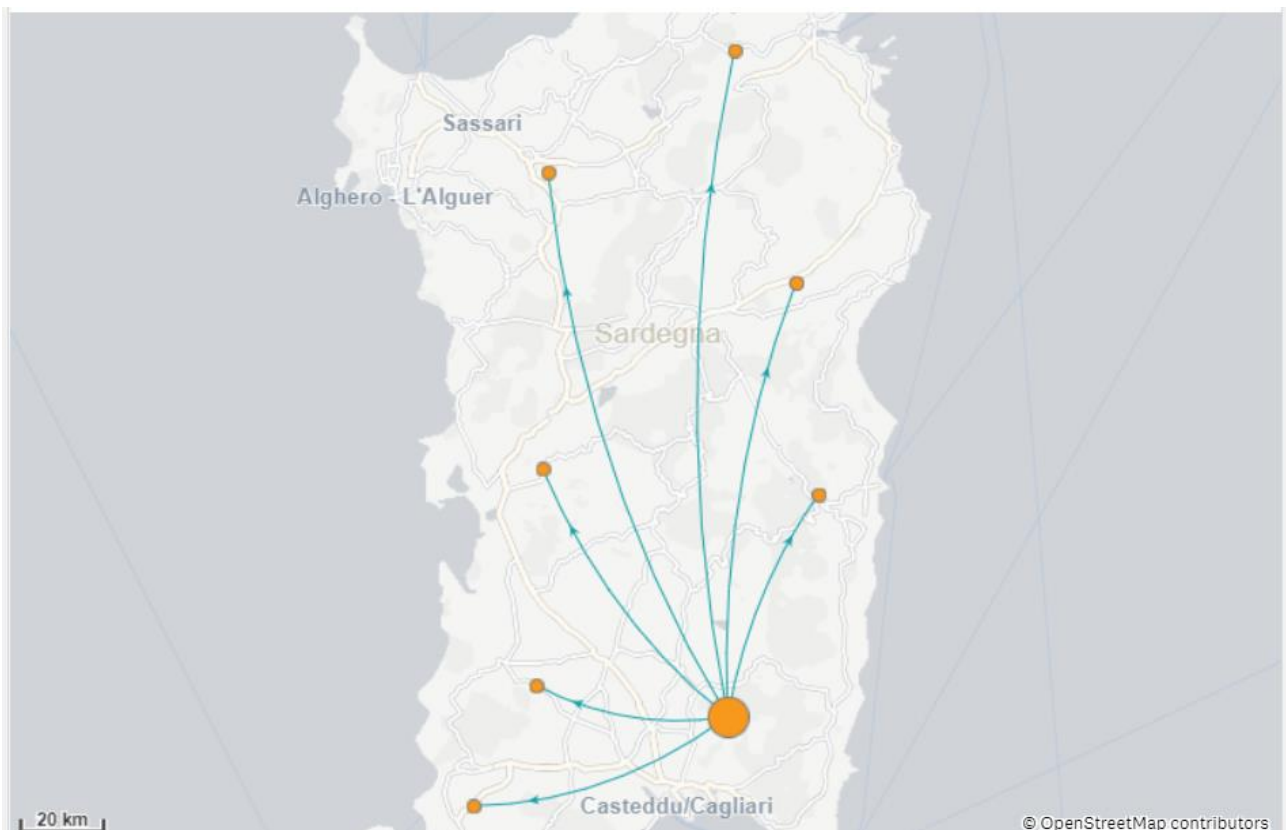 Sassari
Alghero - L'Alguer
Sardegna
Casteddu/Cagliari
20 km
© OpenStreetMap contributors